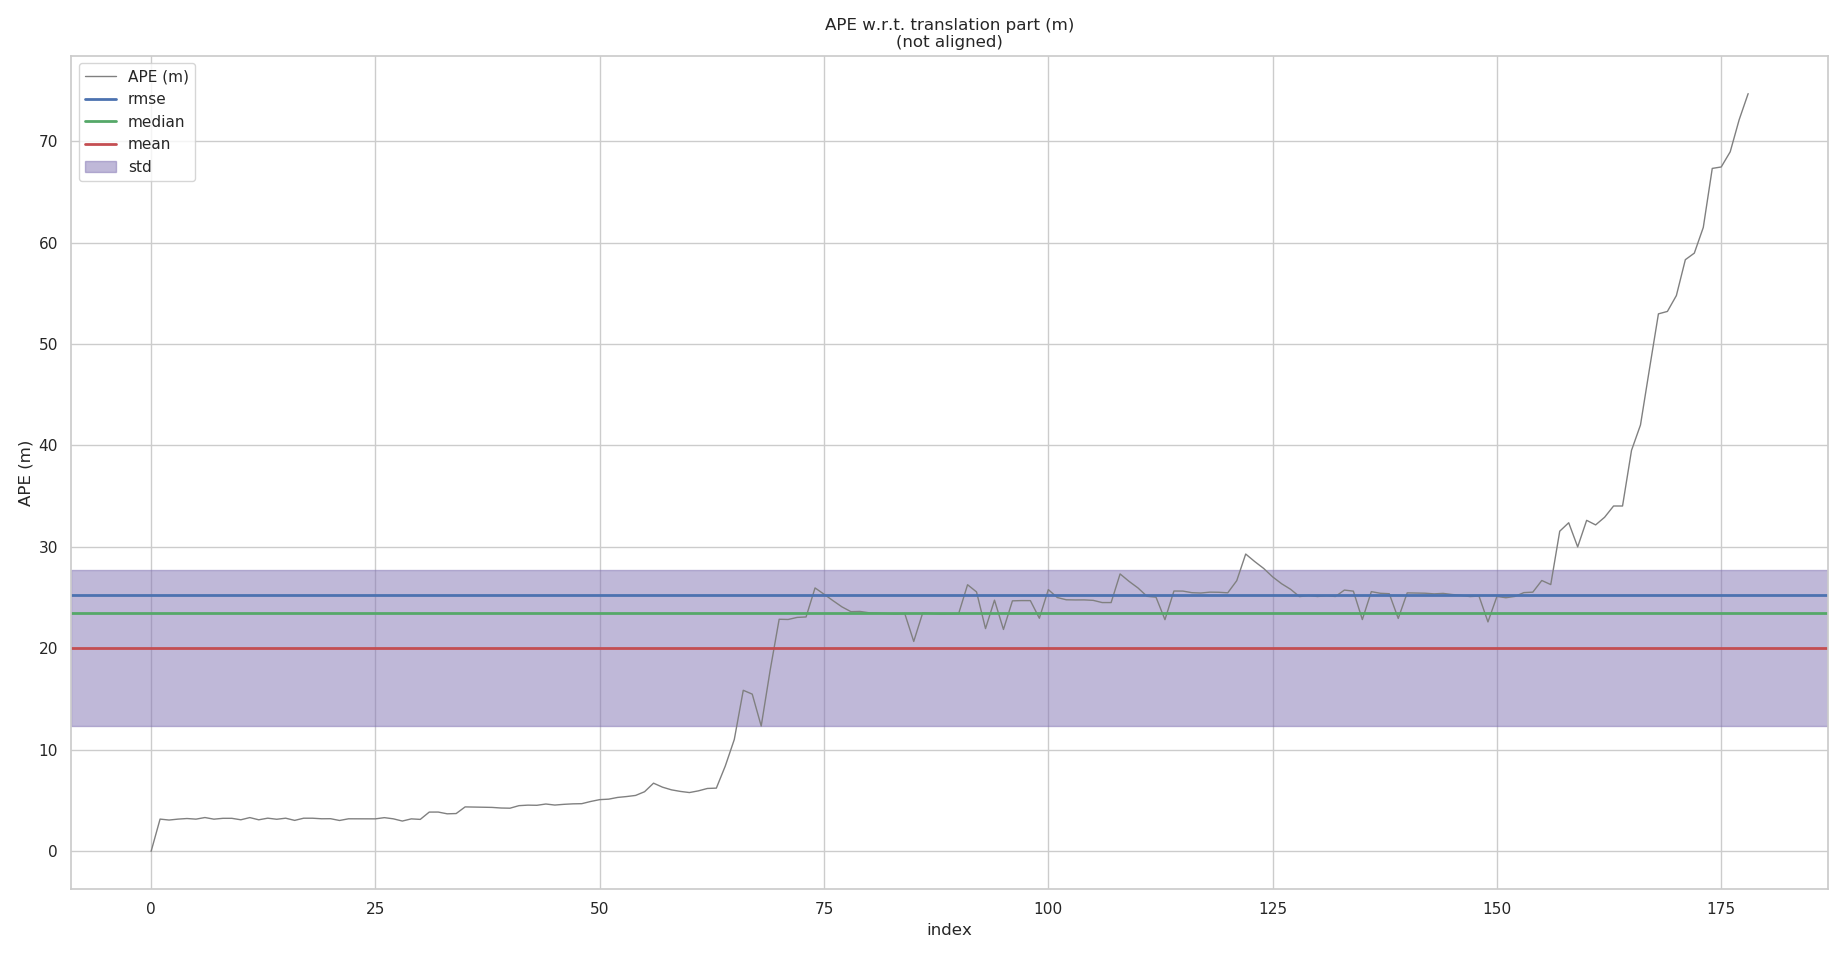 APE w.r.t. translation part (m)
(not aligned)
APE (m)
rmse
median
mean
std
APE (m)
70
60
50
40
30
20
10
0
0 25 50 75 100 125 150 175
index